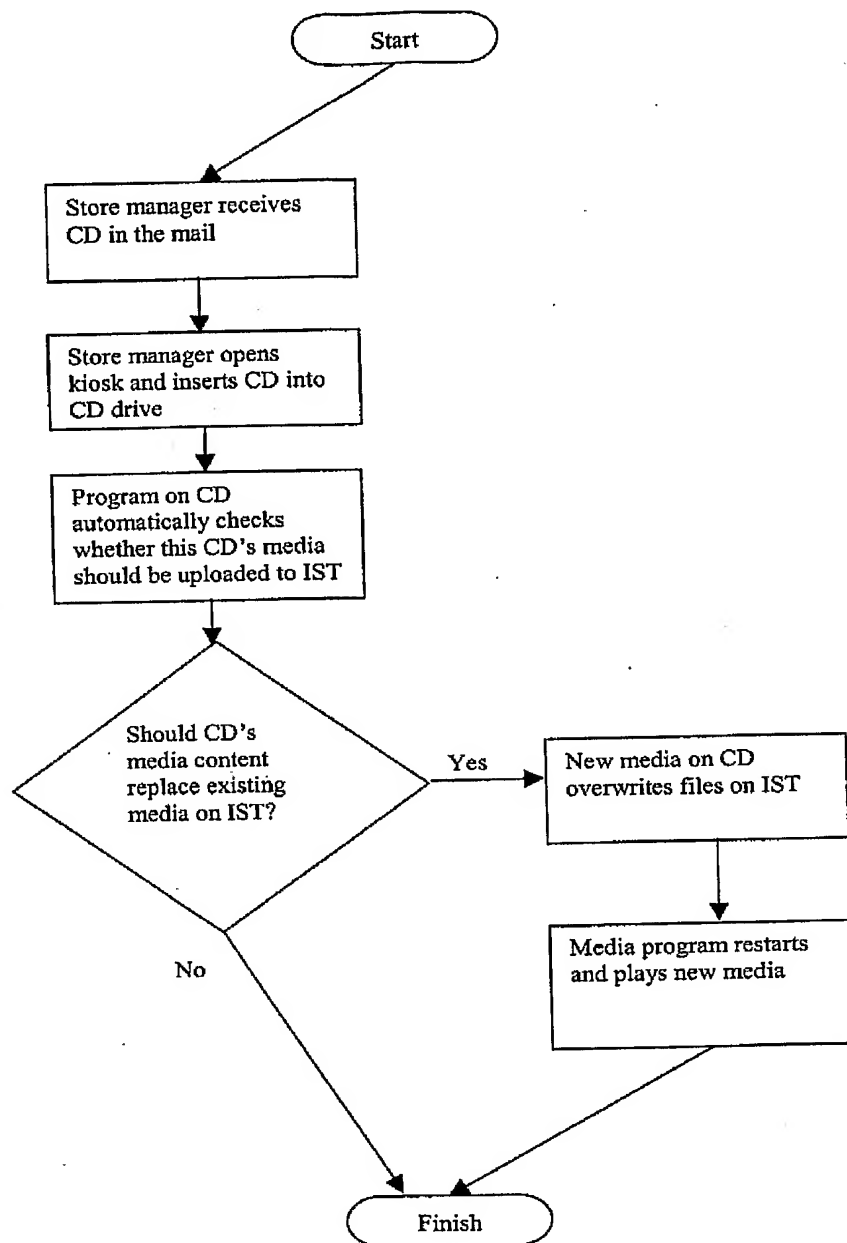 Start
Store manager receives
CD in the mail
Store manager opens
kiosk and inserts CD into
CD drive
Program on CD
automatically checks
whether this CD's media
should be uploaded to IST
Should CD's
media content
replace existing
media on IST?
Yes
New media on CD
overwrites files on IST
Media program restarts
and plays new media
No
Finish